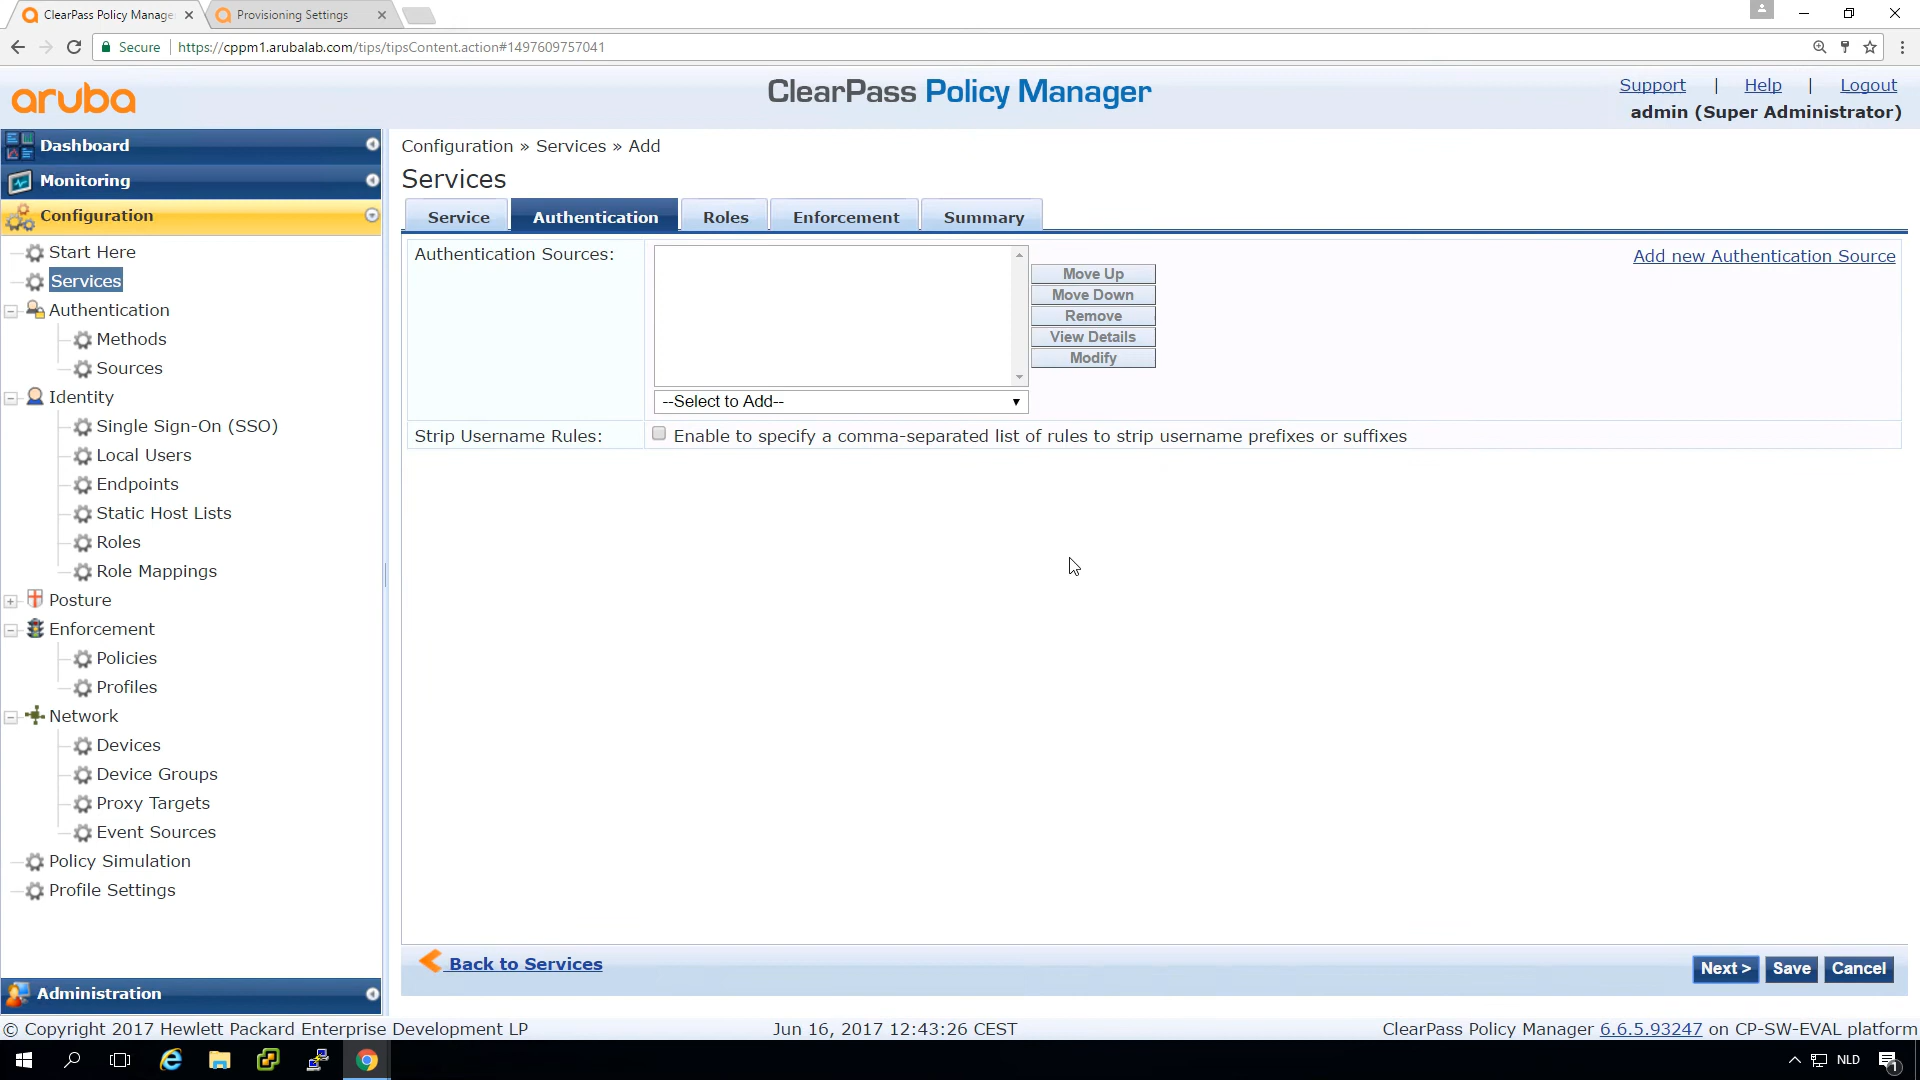 ClearPass Policy Manage
Provisioning Settings
Secure
https://cppm1.arubalab.com/tips/tipsContent.action#1497609757041
aruba
ClearPass Policy Manager
Support | Help | Logout
admin (Super Administrator)
Dashboard
Monitoring
Configuration
Start Here
Services
Authentication
Methods
Sources
Identity
Single Sign-On (SSO)
Local Users
Endpoints
Static Host Lists
Roles
Role Mappings
Posture
Enforcement
Policies
Profiles
Network
Devices
Device Groups
Proxy Targets
Event Sources
Policy Simulation
Profile Settings
Administration
Configuration » Services » Add
Services
Service
Authentication
Roles
Enforcement
Summary
Authentication Sources:
Move Up
Move Down
Remove
View Details
Modify
Add new Authentication Source
--Select to Add--
Strip Username Rules:
Enable to specify a comma-separated list of rules to strip username prefixes or suffixes
Back to Services
Next >
Save
Cancel
© Copyright 2017 Hewlett Packard Enterprise Development LP
Jun 16, 2017 12:43:26 CEST
ClearPass Policy Manager 6.6.5.93247 on CP-SW-EVAL platform
NLD
1